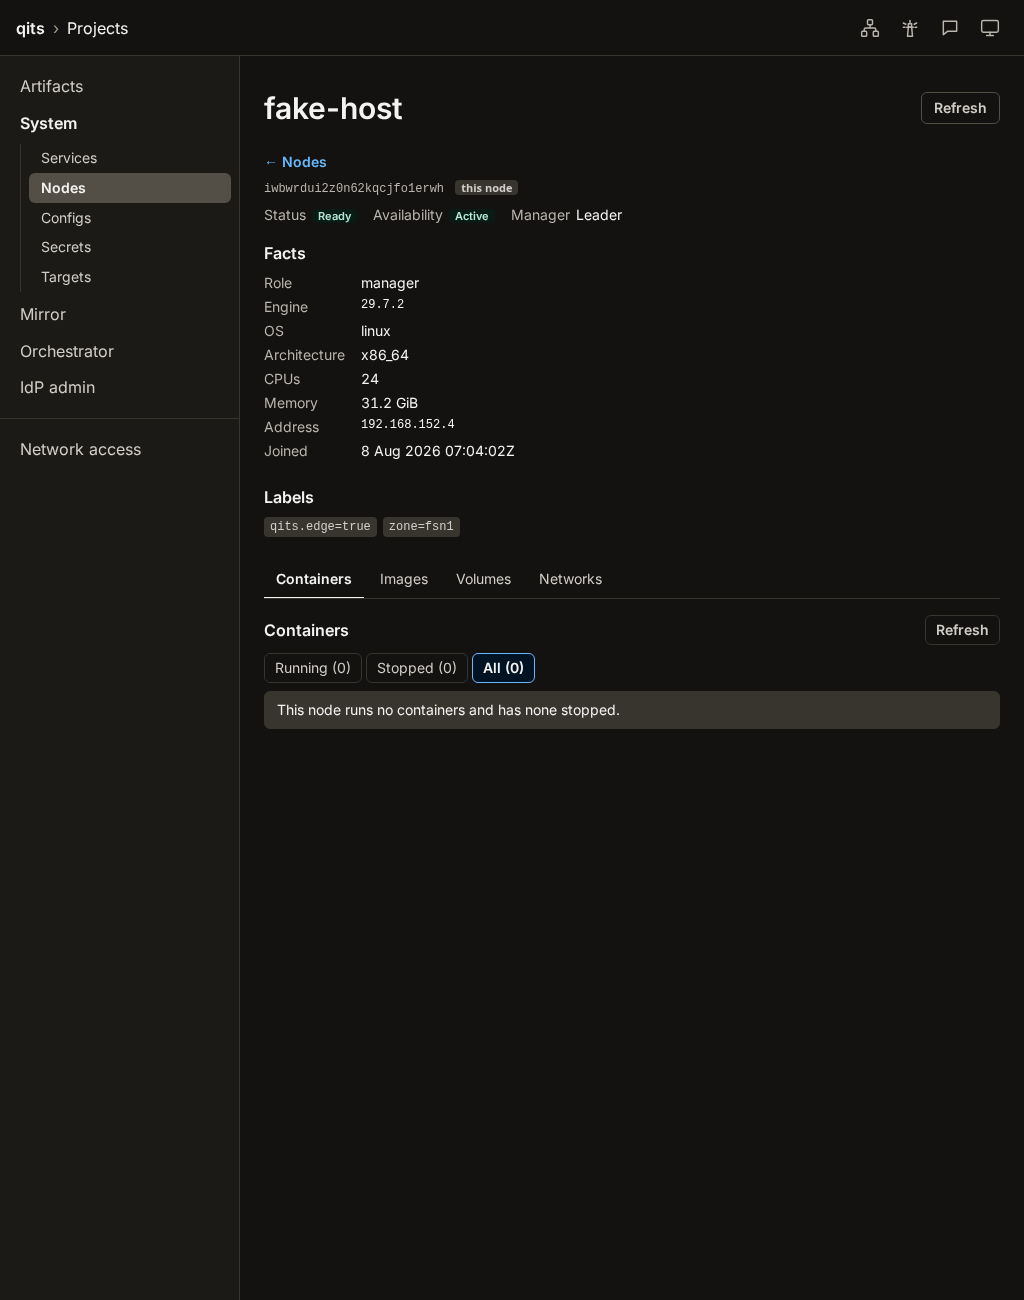 qits › Projects
Artifacts
System
Services
Nodes
Configs
Secrets
Targets
Mirror
Orchestrator
IdP admin
Network access
fake-host
Refresh
← Nodes
iwbwrdui2z0n62kqcjfo1erwh this node
Status Ready Availability Active Manager Leader
Facts
Role manager
Engine 29.7.2
OS linux
Architecture x86_64
CPUs 24
Memory 31.2 GiB
Address 192.168.152.4
Joined 8 Aug 2026 07:04:02Z
Labels
qits.edge=true zone=fsn1
Containers Images Volumes Networks
Containers
Refresh
Running (0) Stopped (0) All (0)
This node runs no containers and has none stopped.